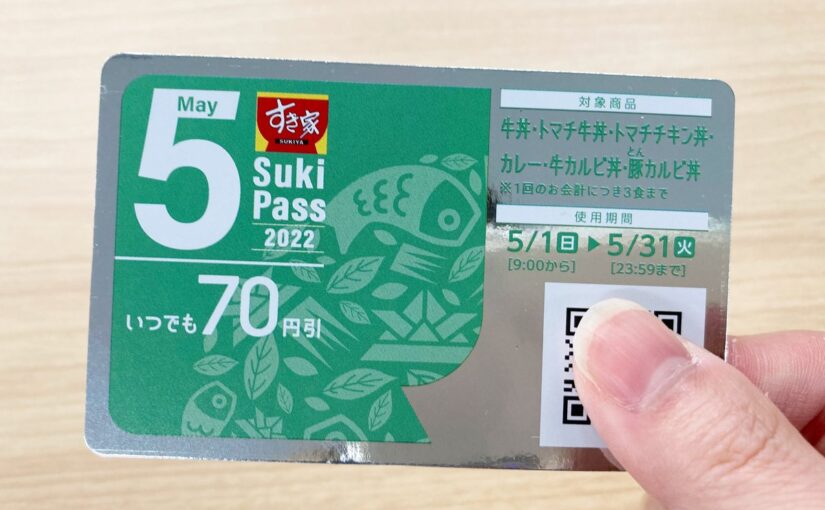 May
5
すき家
SUKIYA
Suki
Pass
2022
いつでも70円引
対象商品
牛丼・トマチ牛丼・トマチチキン丼・
カレー・牛カルビ丼・豚カルビ丼
とん
※1回のお会計につき3食まで
使用期間
5/1日▶5/31火
[9:00から] [23:59まで]